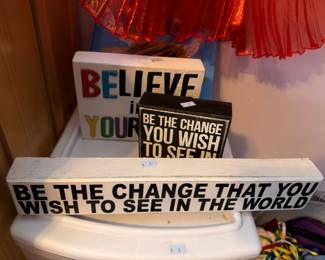 BELIEVE
in
YOUR
BE THE CHANGE
YOU WISH
TO SEE IN
BE THE CHANGE THAT YOU
WISH TO SEE IN THE WORLD